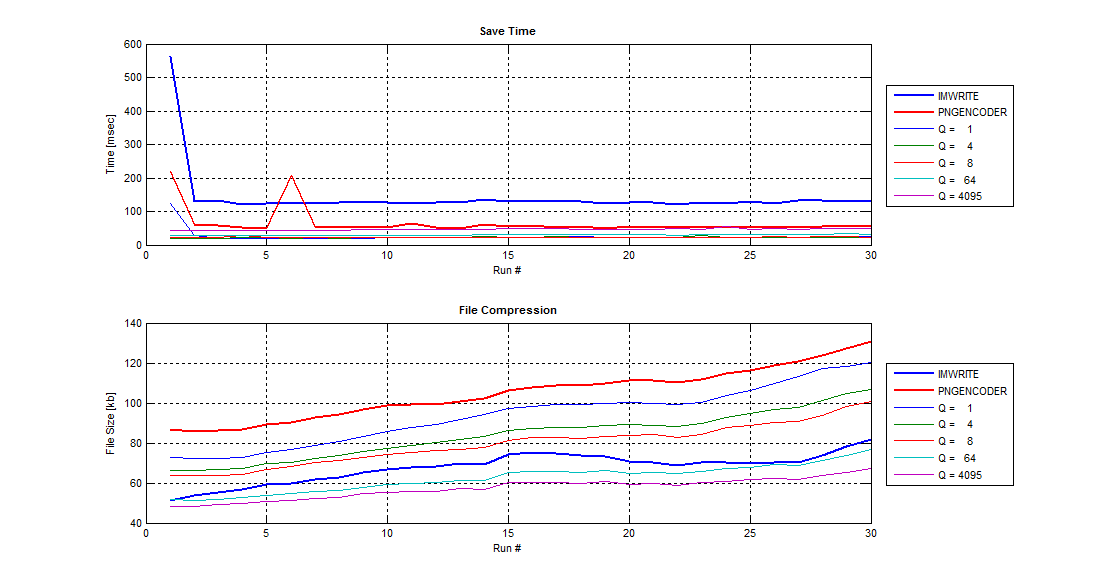 Save Time
600
500
400
300
200
100
0
Time [msec]
0 5 10 15 20 25 30
Run #
IMWRITE
PNGENCODER
Q = 1
Q = 4
Q = 8
Q = 64
Q = 4095
File Compression
140
120
100
80
60
40
File Size [kb]
0 5 10 15 20 25 30
Run #
IMWRITE
PNGENCODER
Q = 1
Q = 4
Q = 8
Q = 64
Q = 4095